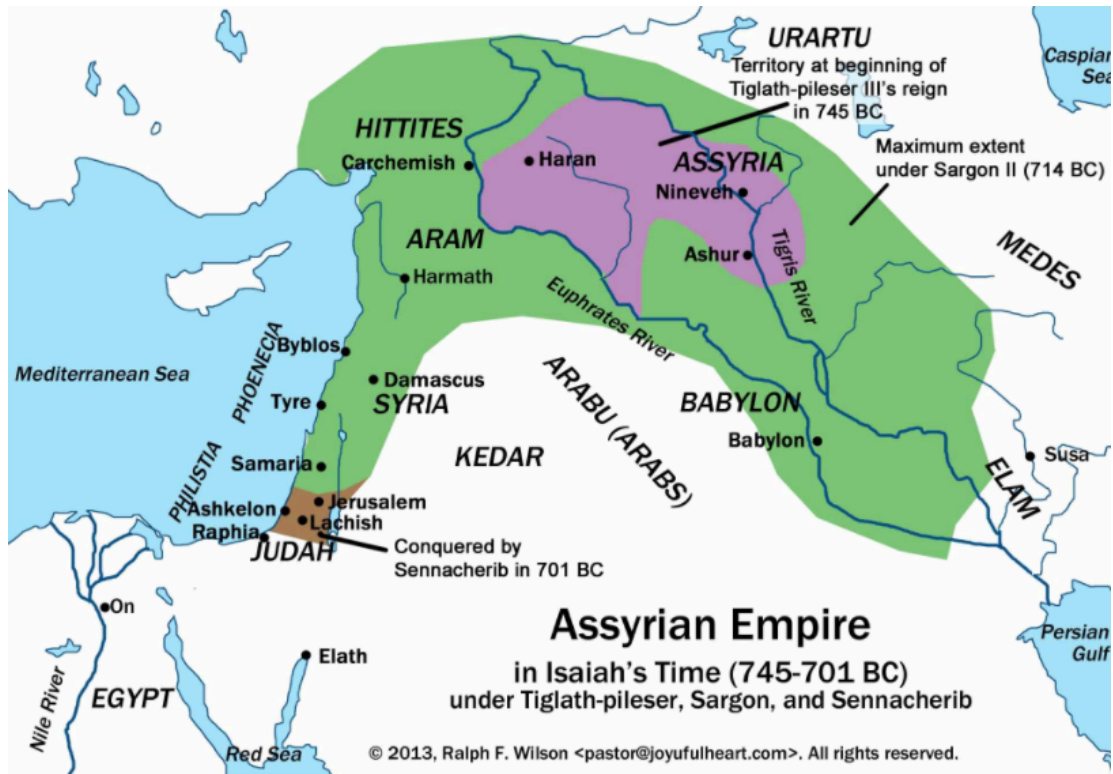 URARTU
Territory at beginning of
Tiglath-pileser III's reign
in 745 BC
Caspian
Sea
HITTITES
Carchemish
Haran
ASSYRIA
Nineveh
Maximum extent
under Sargon II (714 BC)
ARAM
Harmath
Ashur
Tigris River
MEDES
Euphrates River
Mediterranean Sea
PHOENECIA
Byblos
Damascus
SYRIA
Tyre
ARABU (ARABS)
BABYLON
Babylon
KEDAR
Samaria
PHILISTIA
Susa
ELAM
Jerusalem
Ashkelon
Lachish
Raphia
JUDAH
Conquered by
Sennacherib in 701 BC
On
Elath
EGYPT
Nile River
Red Sea
Persian
Gulf
Assyrian Empire
in Isaiah's Time (745-701 BC)
under Tiglath-pileser, Sargon, and Sennacherib
© 2013, Ralph F. Wilson <pastor@joyufulheart.com>. All rights reserved.